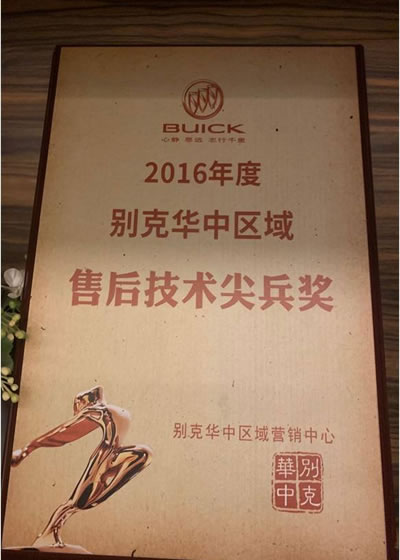 BUICK
心静 思远 志行千里
2016年度
别克华中区域
售后技术尖兵奖
别克华中区域营销中心
別克
華中